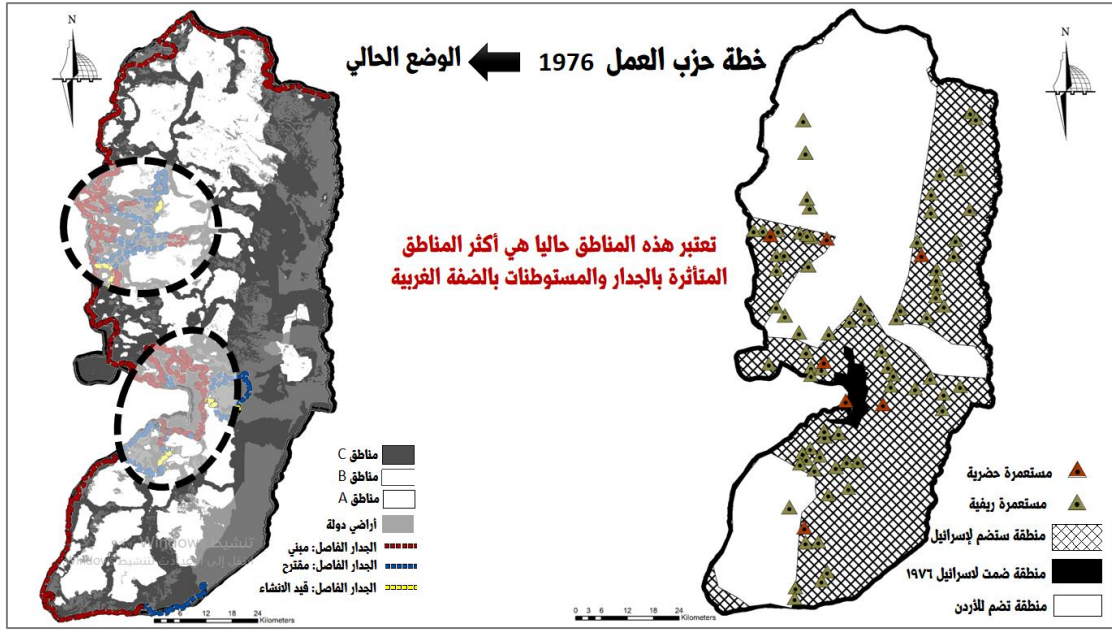 N
N
خطة حزب العمل 1976
الوضع الحالي
تعتبر هذه المناطق حاليا هي أكثر المناطق
المتأثرة بالجدار والمستوطنات بالضفة الغربية
مستعمرة حضرية
مستعمرة ريفية
منطقة ستضم لإسرائيل
منطقة ضمت لاسرائيل ١٩٧٦
منطقة تضم للأردن
0 3 6 12 18 24
Kilometers
مناطق C
مناطق B
مناطق A
أراضي دولة
الجدار الفاصل: مبني
الجدار الفاصل: مقترح
الجدار الفاصل: قيد الانشاء
تنشيط Windows
6 12 18 24
Kilometers